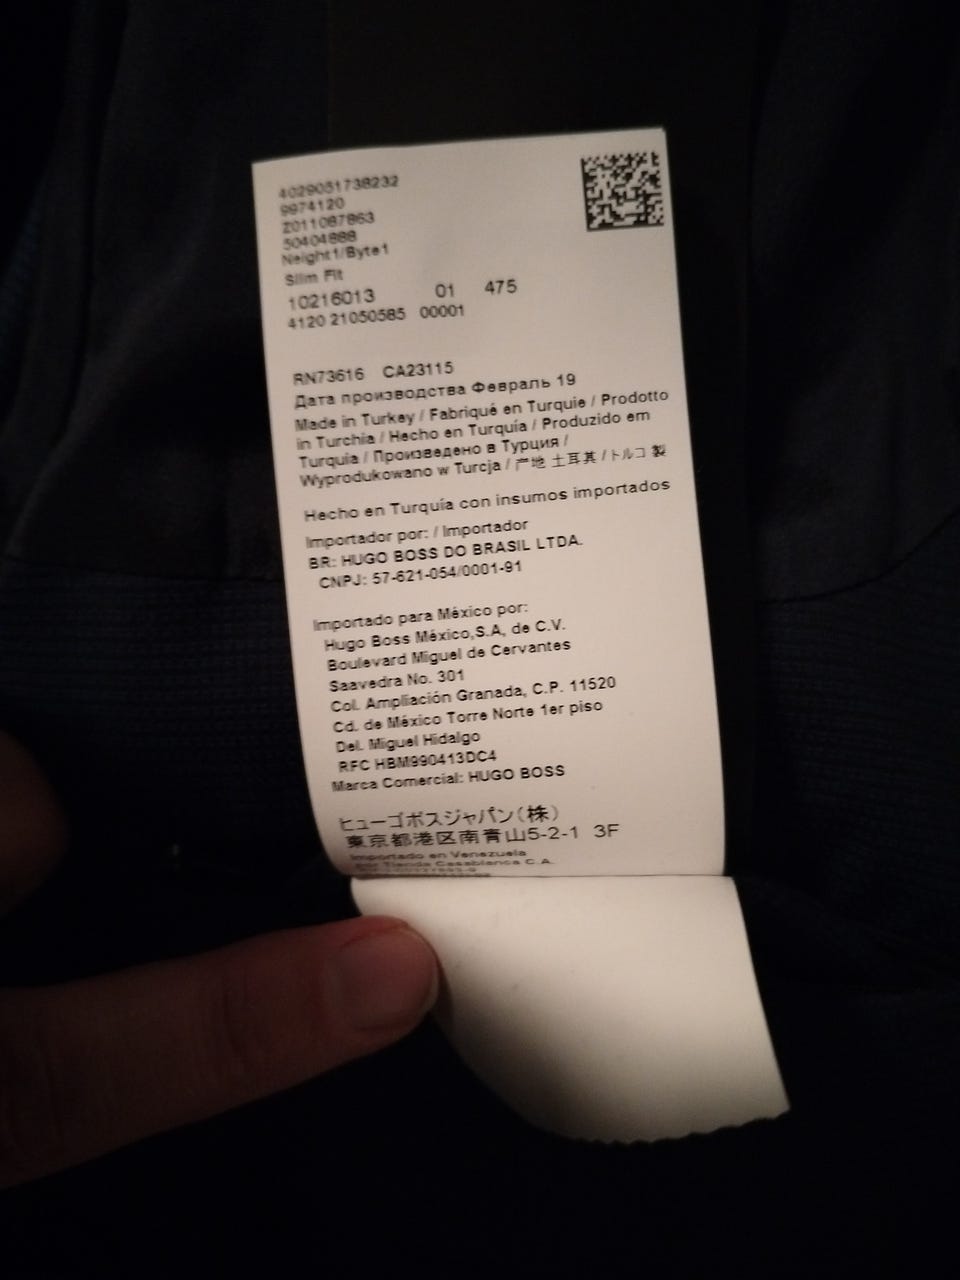 4029051738232
9974120
Z011087863
50404888
Neight1/Byte1
Slim Fit
10216013 01 475
4120 21050585 00001
RN73616 CA23115
Дата производства Февраль 19
Made in Turkey / Fabriqué en Turquie / Prodotto
in Turchia / Hecho en Turquía / Produzido em
Turquia / Произведено в Турция /
Wyprodukowano w Turcja / 产地 土耳其 / トルコ 製
Hecho en Turquía con insumos importados
Importador por: / Importador
BR: HUGO BOSS DO BRASIL LTDA.
CNPJ: 57-621-054/0001-91
Importado para México por:
Hugo Boss México,S.A, de C.V.
Boulevard Miguel de Cervantes
Saavedra No. 301
Col. Ampliación Granada, C.P. 11520
Cd. de México Torre Norte 1er piso
Del. Miguel Hidalgo
RFC HBM990413DC4
Marca Comercial: HUGO BOSS
ヒューゴボスジャパン(株)
東京都港区南青山5-2-1 3F
Importado en Venezuela
por Tienda Casablanca C.A.